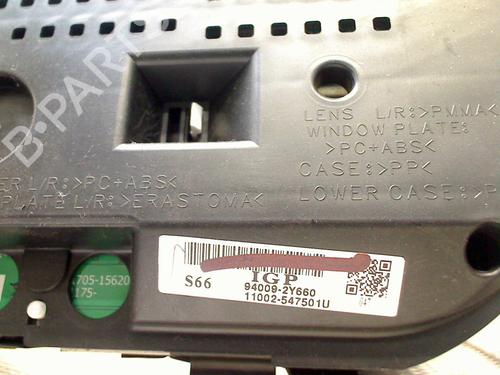 B-PARTS
LENS L/R:>PMMA<
WINDOW PLATE:
>PC+ABS<
CASE:>PP<
LOWER CASE:>P
ER L/R:>PC+ABS<
PLATE L/R:>ERASTOMA<
705-15620
175-
S66
IGP
94009-2Y660
11002-547501U